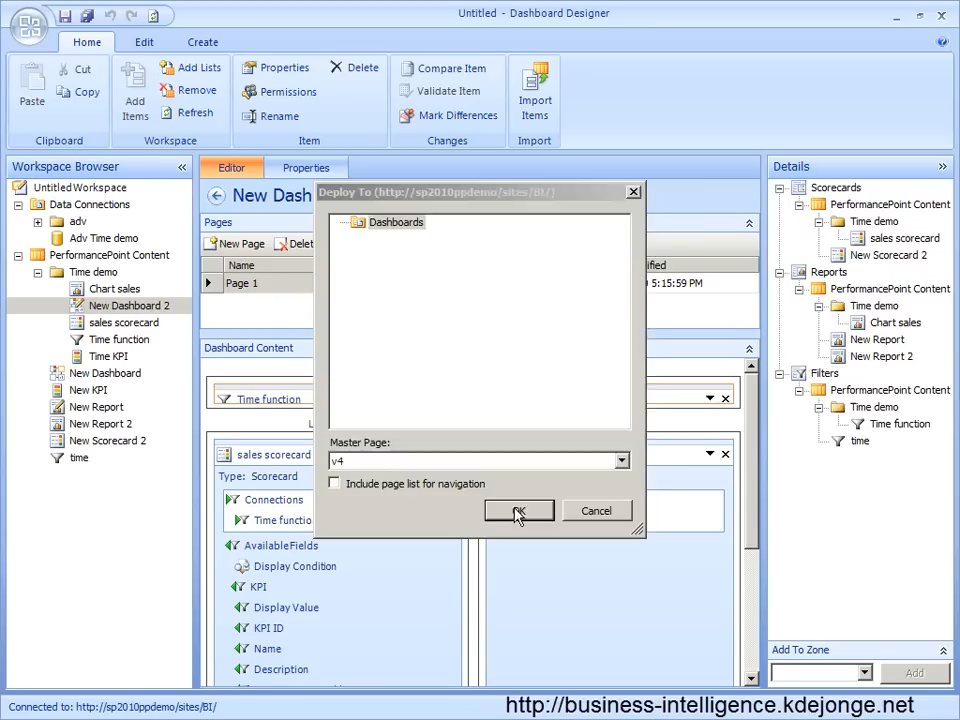 Untitled - Dashboard Designer
Home Edit Create
Paste Cut Copy Clipboard
Add Items Add Lists Remove Refresh Workspace
Properties Permissions Rename Delete Item
Compare Item Validate Item Mark Differences Changes
Import Items Import
Workspace Browser «
UntitledWorkspace
Data Connections
adv
Adv Time demo
PerformancePoint Content
Time demo
Chart sales
New Dashboard 2
sales scorecard
Time function
Time KPI
New Dashboard
New KPI
New Report
New Report 2
New Scorecard 2
time
Editor Properties
New Dash
Pages
New Page Delet
Name ified
Page 1 5:15:59 PM
Dashboard Content
Time function
L
sales scorecard
Type: Scorecard
Connections
Time functio
AvailableFields
Display Condition
KPI
Display Value
KPI ID
Name
Description
Deploy To (http://sp2010ppdemo/sites/BI/)
Dashboards
Master Page:
v4
Include page list for navigation
OK Cancel
Details »
Scorecards
PerformancePoint Content
Time demo
sales scorecard
New Scorecard 2
Reports
PerformancePoint Content
Time demo
Chart sales
New Report
New Report 2
Filters
PerformancePoint Content
Time demo
Time function
time
Add To Zone
Add
Connected to: http://sp2010ppdemo/sites/BI/
http://business-intelligence.kdejonge.net